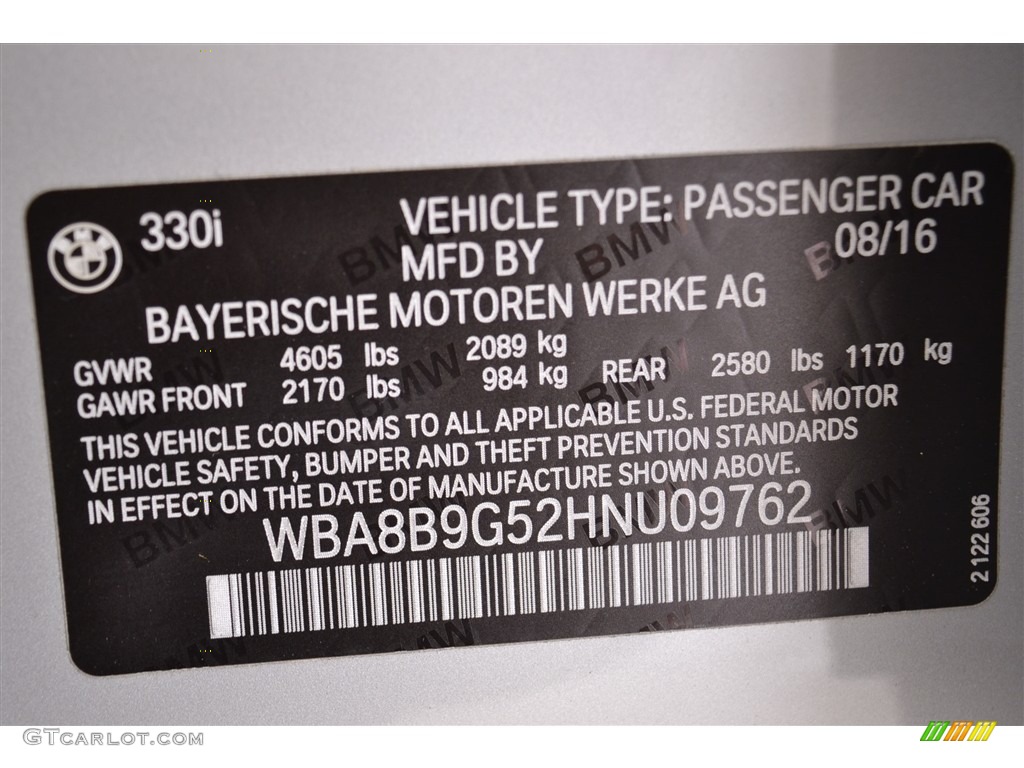 330i VEHICLE TYPE: PASSENGER CAR
MFD BY 08/16
BAYERISCHE MOTOREN WERKE AG
GVWR 4605 lbs 2089 kg
GAWR FRONT 2170 lbs 984 kg REAR 2580 lbs 1170 kg
THIS VEHICLE CONFORMS TO ALL APPLICABLE U.S. FEDERAL MOTOR
VEHICLE SAFETY, BUMPER AND THEFT PREVENTION STANDARDS
IN EFFECT ON THE DATE OF MANUFACTURE SHOWN ABOVE.
WBA8B9G52HNU09762
2 122 606
GTCARLOT.COM